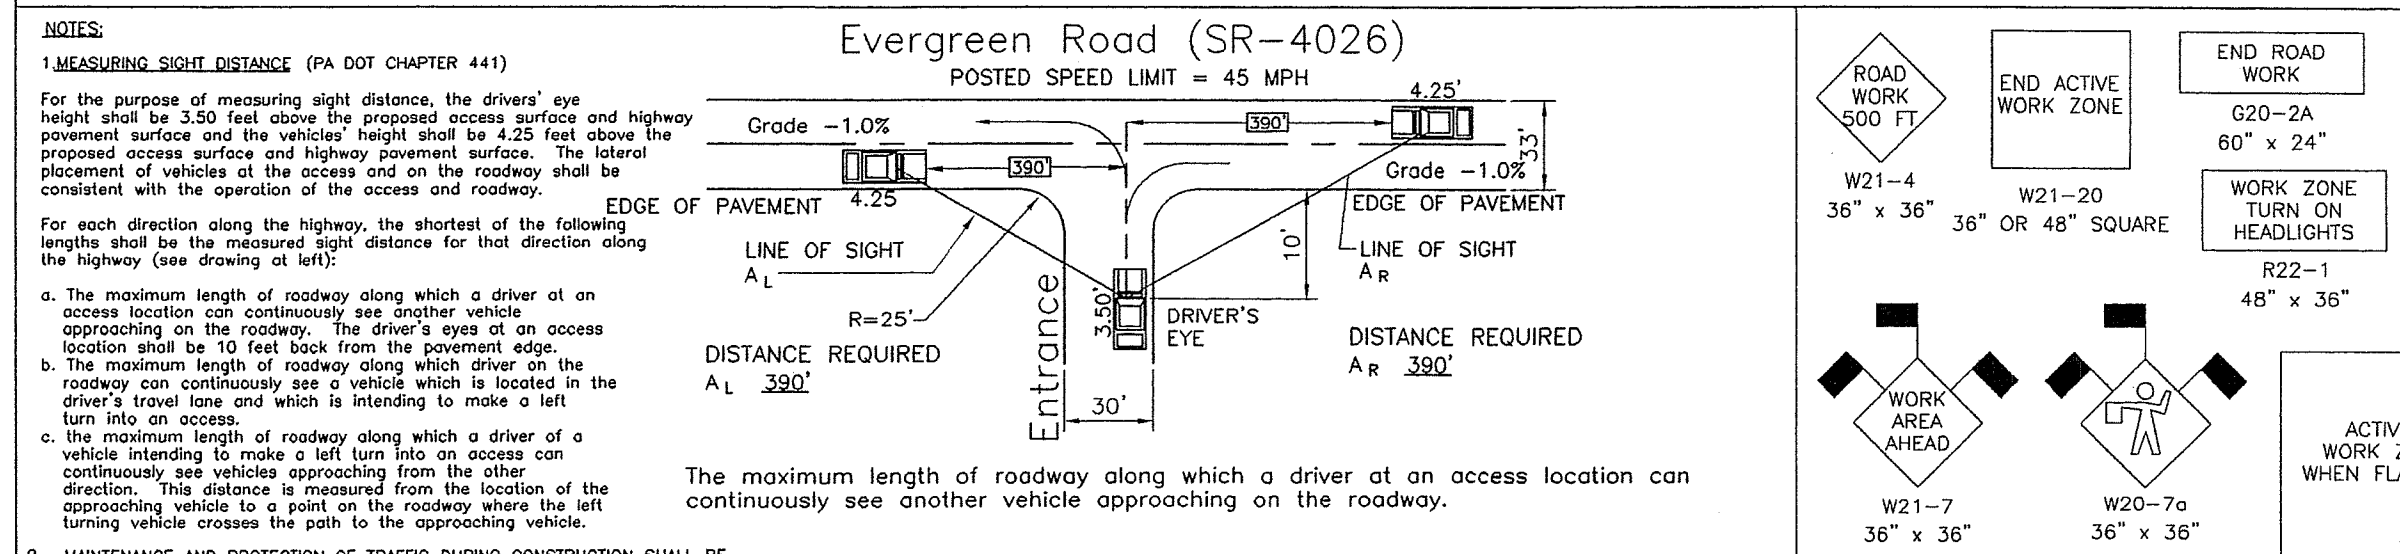 NOTES:
1.MEASURING SIGHT DISTANCE (PA DOT CHAPTER 441)
For the purpose of measuring sight distance, the drivers' eye
height shall be 3.50 feet above the proposed access surface and highway
pavement surface and the vehicles' height shall be 4.25 feet above the
proposed access surface and highway pavement surface. The lateral
placement of vehicles at the access and on the roadway shall be
consistent with the operation of the access and roadway.
For each direction along the highway, the shortest of the following
lengths shall be the measured sight distance for that direction along
the highway (see drawing at left):
a. The maximum length of roadway along which a driver at an
access location can continuously see another vehicle
approaching on the roadway. The driver's eyes at an access
location shall be 10 feet back from the pavement edge.
b. The maximum length of roadway along which driver on the
roadway can continuously see a vehicle which is located in the
driver's travel lane and which is intending to make a left
turn into an access.
c. the maximum length of roadway along which a driver of a
vehicle intending to make a left turn into an access can
continuously see vehicles approaching from the other
direction. This distance is measured from the location of the
approaching vehicle to a point on the roadway where the left
turning vehicle crosses the path to the approaching vehicle.
2. MAINTENANCE AND PROTECTION OF TRAFFIC DURING CONSTRUCTION SHALL BE
Evergreen Road (SR-4026)
POSTED SPEED LIMIT = 45 MPH
4.25'
Grade -1.0%
390'
33'
390'
Grade -1.0%
4.25
EDGE OF PAVEMENT
EDGE OF PAVEMENT
LINE OF SIGHT
A L
10'
LINE OF SIGHT
A R
R=25'
3.50'
DRIVER'S
EYE
Entrance
DISTANCE REQUIRED
A L 390'
DISTANCE REQUIRED
A R 390'
30'
The maximum length of roadway along which a driver at an access location can
continuously see another vehicle approaching on the roadway.
ROAD
WORK
500 FT
W21-4
36" x 36"
END ACTIVE
WORK ZONE
W21-20
36" OR 48" SQUARE
END ROAD
WORK
G20-2A
60" x 24"
WORK ZONE
TURN ON
HEADLIGHTS
R22-1
48" x 36"
WORK
AREA
AHEAD
W21-7
36" x 36"
W20-7a
36" x 36"
ACTIV
WORK Z
WHEN FLA